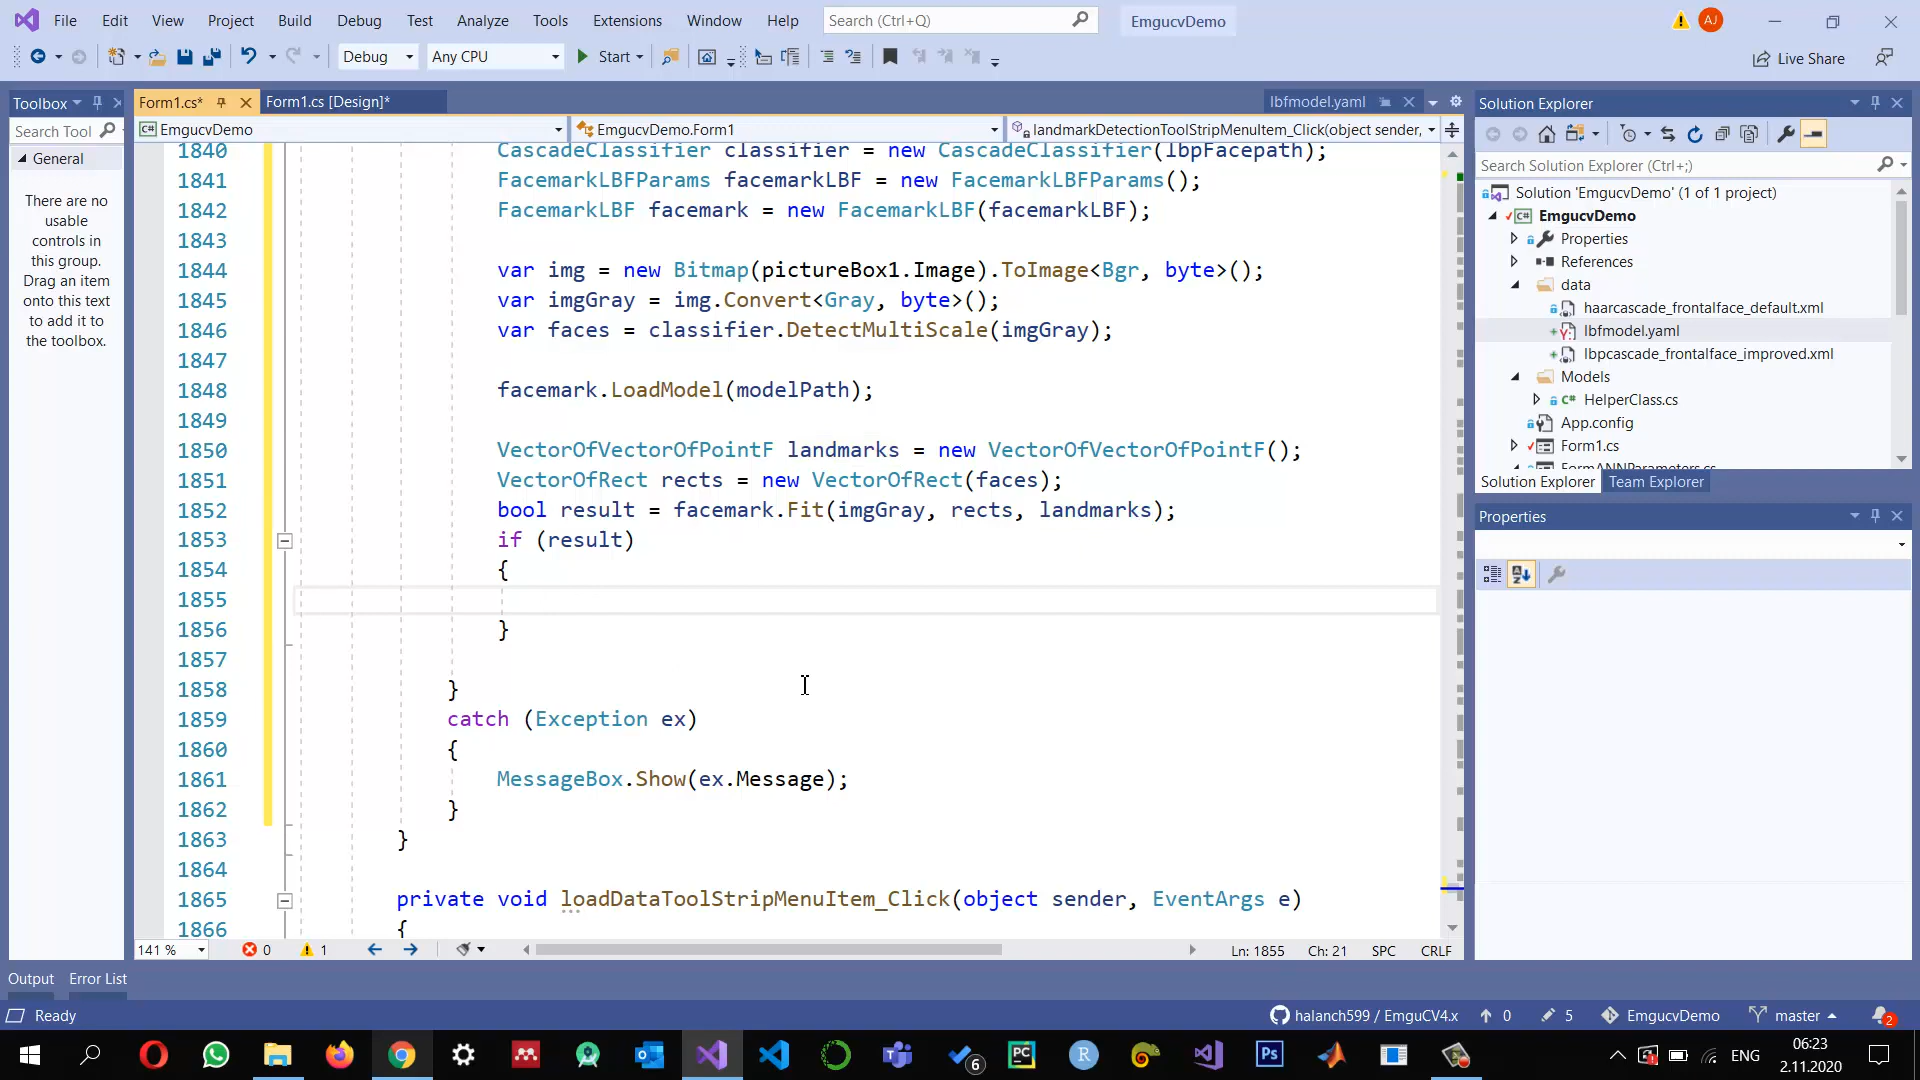 File Edit View Project Build Debug Test Analyze Tools Extensions Window Help Search (Ctrl+Q) EmgucvDemo AJ
Debug Any CPU Start Live Share
Toolbox Form1.cs* Form1.cs [Design]* lbfmodel.yaml Solution Explorer
Search Tool EmgucvDemo EmgucvDemo.Form1 landmarkDetectionToolStripMenuItem_Click(object sender,
General
There are no
usable
controls in
this group.
Drag an item
onto this text
to add it to
the toolbox.
1840 CascadeClassifier classifier = new CascadeClassifier(lbpFacepath);
1841 FacemarkLBFParams facemarkLBF = new FacemarkLBFParams();
1842 FacemarkLBF facemark = new FacemarkLBF(facemarkLBF);
1843
1844 var img = new Bitmap(pictureBox1.Image).ToImage<Bgr, byte>();
1845 var imgGray = img.Convert<Gray, byte>();
1846 var faces = classifier.DetectMultiScale(imgGray);
1847
1848 facemark.LoadModel(modelPath);
1849
1850 VectorOfVectorOfPointF landmarks = new VectorOfVectorOfPointF();
1851 VectorOfRect rects = new VectorOfRect(faces);
1852 bool result = facemark.Fit(imgGray, rects, landmarks);
1853 if (result)
1854 {
1855
1856 }
1857
1858 }
1859 catch (Exception ex)
1860 {
1861 MessageBox.Show(ex.Message);
1862 }
1863 }
1864
1865 private void loadDataToolStripMenuItem_Click(object sender, EventArgs e)
1866 {
141 % 0 1 Ln: 1855 Ch: 21 SPC CRLF
Search Solution Explorer (Ctrl+;)
Solution 'EmgucvDemo' (1 of 1 project)
EmgucvDemo
Properties
References
data
haarcascade_frontalface_default.xml
lbfmodel.yaml
lbpcascade_frontalface_improved.xml
Models
HelperClass.cs
App.config
Form1.cs
FormANNParameters.cs
Solution Explorer Team Explorer
Properties
Output Error List
Ready halanch599 / EmguCV4.x 0 5 EmgucvDemo master 2
6 PC R Ps ENG 06:23
2.11.2020